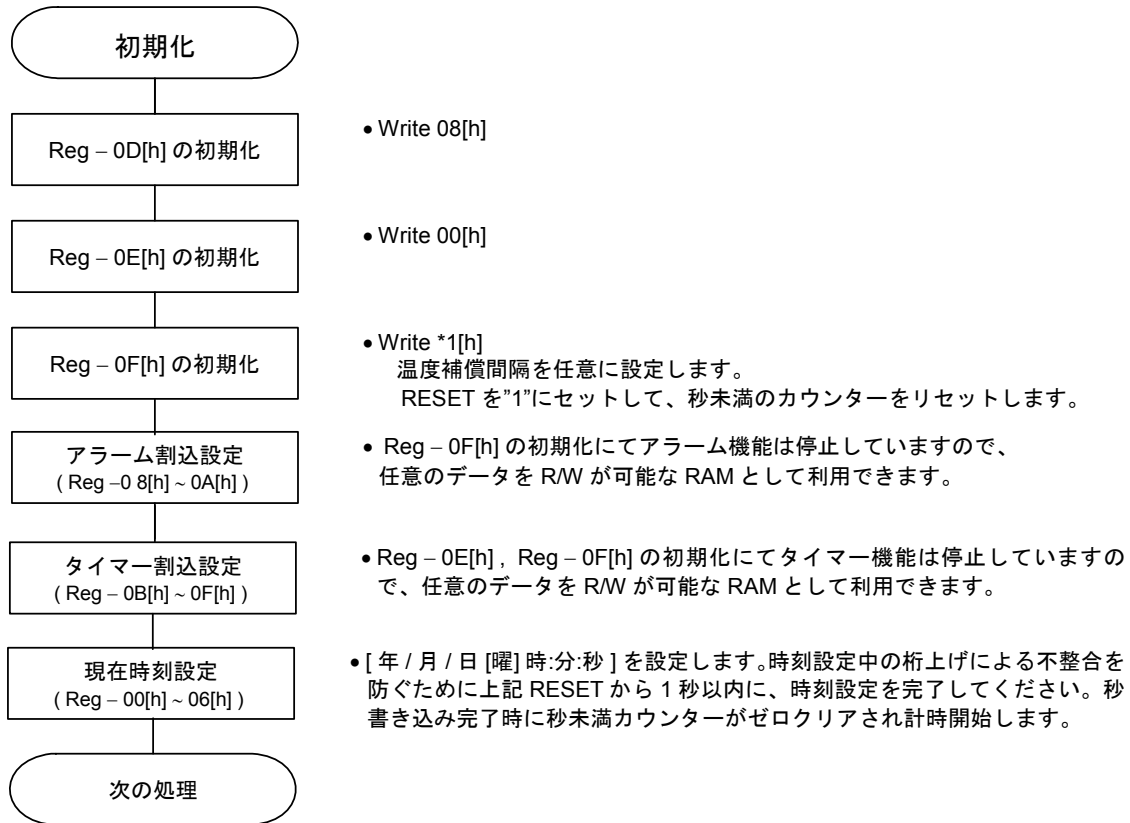 初期化
Reg – 0D[h] の初期化
• Write 08[h]
Reg – 0E[h] の初期化
• Write 00[h]
Reg – 0F[h] の初期化
• Write *1[h]
温度補償間隔を任意に設定します。
RESET を”1”にセットして、秒未満のカウンターをリセットします。
アラーム割込設定
( Reg –0 8[h] ~ 0A[h] )
• Reg – 0F[h] の初期化にてアラーム機能は停止していますので、
任意のデータを R/W が可能な RAM として利用できます。
タイマー割込設定
( Reg – 0B[h] ~ 0F[h] )
• Reg – 0E[h] , Reg – 0F[h] の初期化にてタイマー機能は停止していますの
で、任意のデータを R/W が可能な RAM として利用できます。
現在時刻設定
( Reg – 00[h] ~ 06[h] )
• [ 年 / 月 / 日 [曜] 時:分:秒 ] を設定します。時刻設定中の桁上げによる不整合を
防ぐために上記 RESET から 1 秒以内に、時刻設定を完了してください。秒
書き込み完了時に秒未満カウンターがゼロクリアされ計時開始します。
次の処理